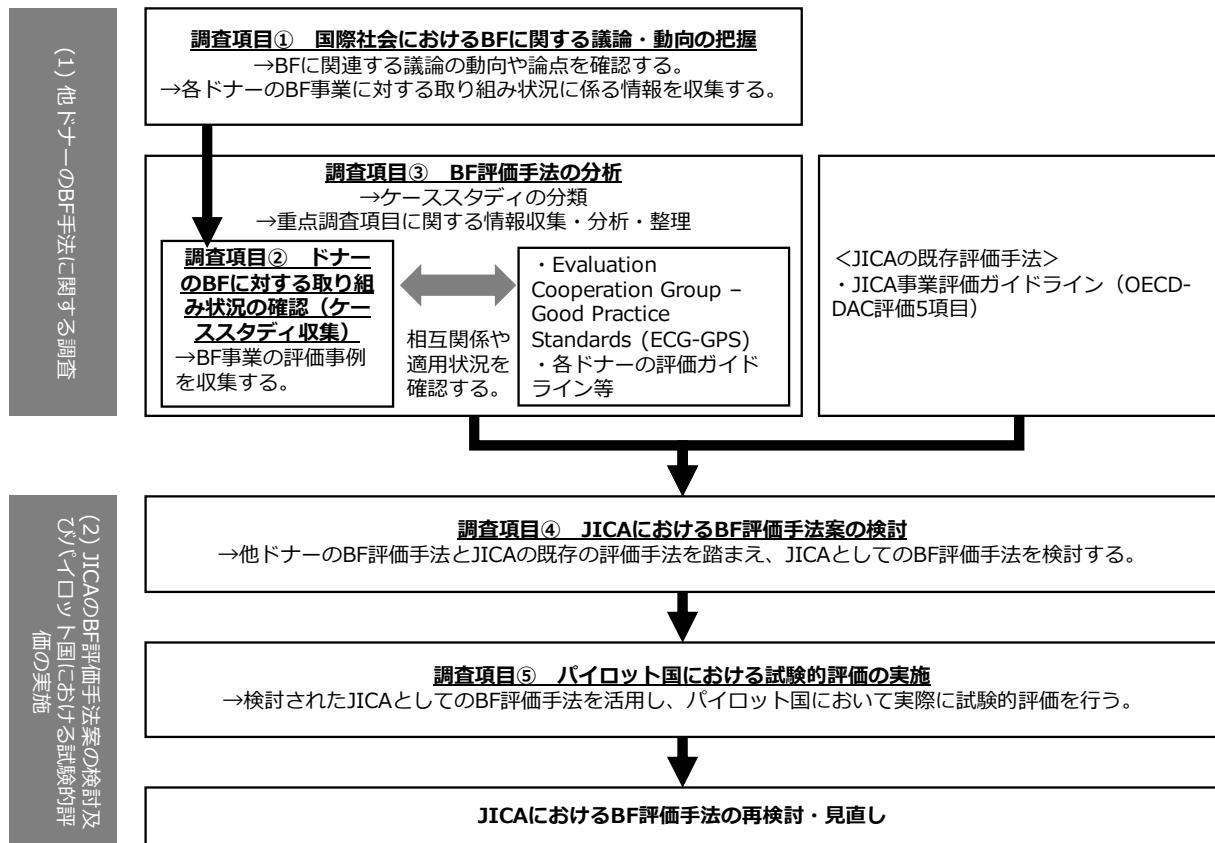 (1) 他ドナーのBF手法に関する調査
調査項目① 国際社会におけるBFに関する議論・動向の把握
→BFに関連する議論の動向や論点を確認する。
→各ドナーのBF事業に対する取り組み状況に係る情報を収集する。
調査項目③ BF評価手法の分析
→ケーススタディの分類
→重点調査項目に関する情報収集・分析・整理
調査項目② ドナー
のBFに対する取り組
み状況の確認（ケー
ススタディ収集）
→BF事業の評価事例
を収集する。
相互関係や
適用状況を
確認する。
・Evaluation
Cooperation Group –
Good Practice
Standards (ECG-GPS)
・各ドナーの評価ガイド
ライン等
＜JICAの既存評価手法＞
・JICA事業評価ガイドライン（OECD-
DAC評価5項目）
(2) JICAのBF評価手法案の検討及
びパイロット国における試験的評
価の実施
調査項目④ JICAにおけるBF評価手法案の検討
→他ドナーのBF評価手法とJICAの既存の評価手法を踏まえ、JICAとしてのBF評価手法を検討する。
調査項目⑤ パイロット国における試験的評価の実施
→検討されたJICAとしてのBF評価手法を活用し、パイロット国において実際に試験的評価を行う。
JICAにおけるBF評価手法の再検討・見直し